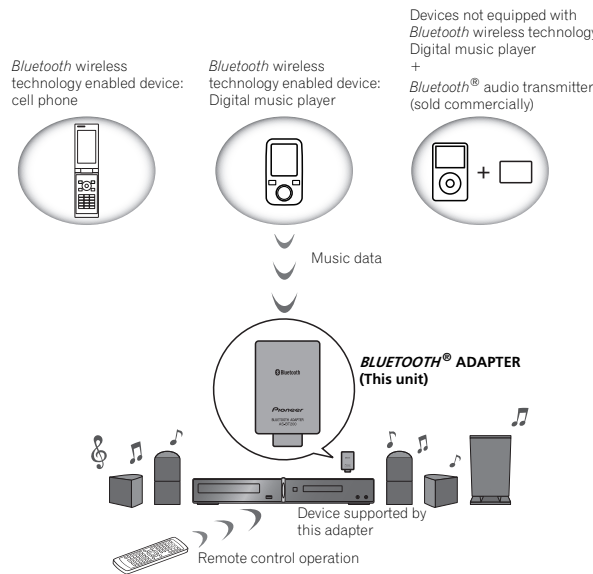 Bluetooth wireless
technology enabled device:
cell phone
Bluetooth wireless
technology enabled device:
Digital music player
Devices not equipped with
Bluetooth wireless technology
Digital music player
+
Bluetooth® audio transmitter
(sold commercially)
+
Music data
Bluetooth
Pioneer
BLUETOOTH ADAPTER
BLUETOOTH® ADAPTER
(This unit)
Device supported by
this adapter
Remote control operation